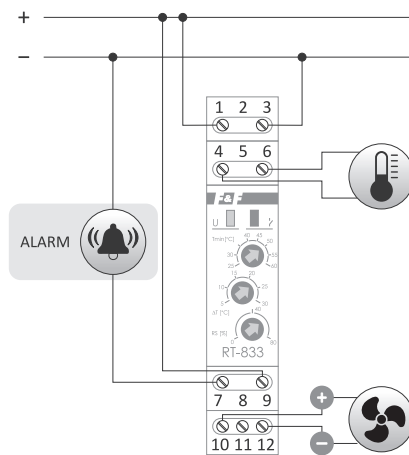 +
−
1 2 3
4 5 6
F&F
U
Tmin[°C]
40 45
35 50
30 55
25 60
15 20
10 25
5 30
ΔT [°C]
40
RS [%]
0 80
RT-833
ALARM
7 8 9
10 11 12
+
−